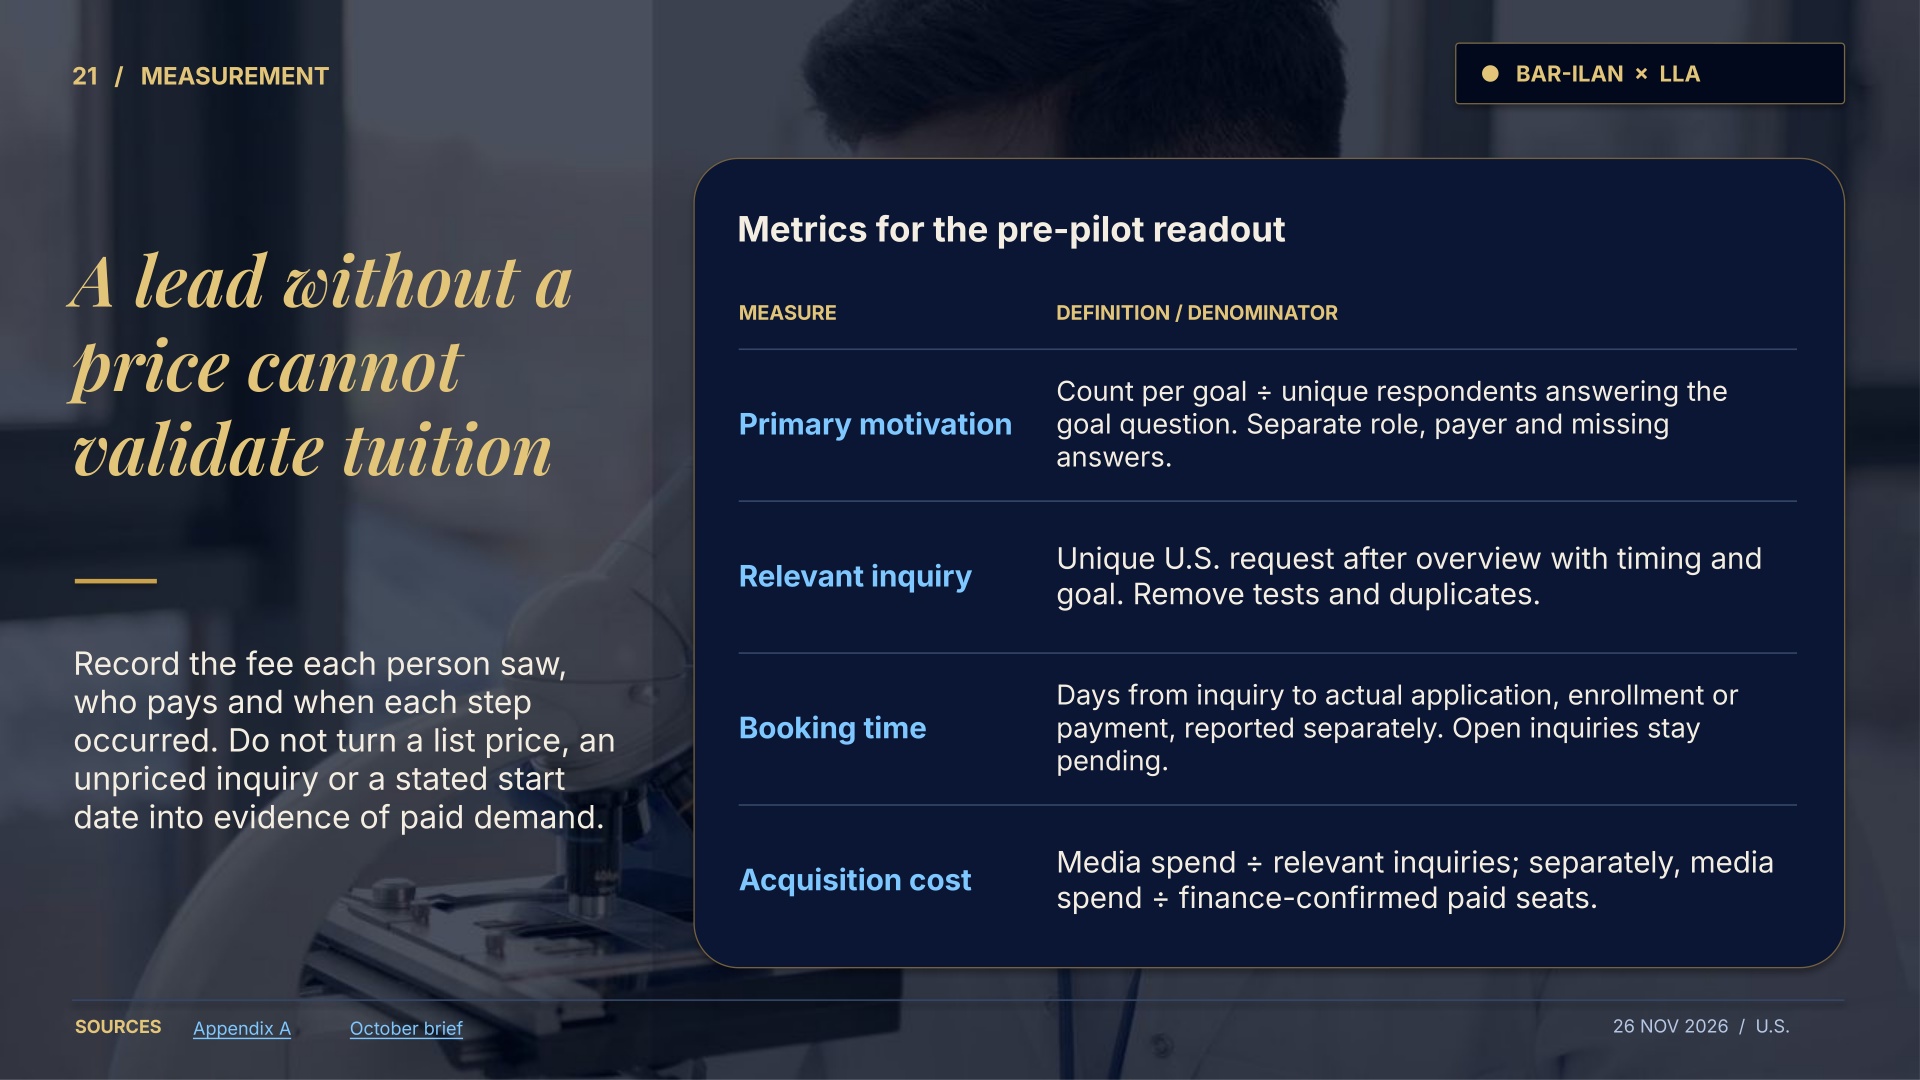 21 / MEASUREMENT
BAR-ILAN × LLA
A lead without a
price cannot
validate tuition
Record the fee each person saw,
who pays and when each step
occurred. Do not turn a list price, an
unpriced inquiry or a stated start
date into evidence of paid demand.
Metrics for the pre-pilot readout
MEASURE
DEFINITION / DENOMINATOR
Primary motivation
Count per goal ÷ unique respondents answering the
goal question. Separate role, payer and missing
answers.
Relevant inquiry
Unique U.S. request after overview with timing and
goal. Remove tests and duplicates.
Booking time
Days from inquiry to actual application, enrollment or
payment, reported separately. Open inquiries stay
pending.
Acquisition cost
Media spend ÷ relevant inquiries; separately, media
spend ÷ finance-confirmed paid seats.
SOURCES
Appendix A
October brief
26 NOV 2026 / U.S.